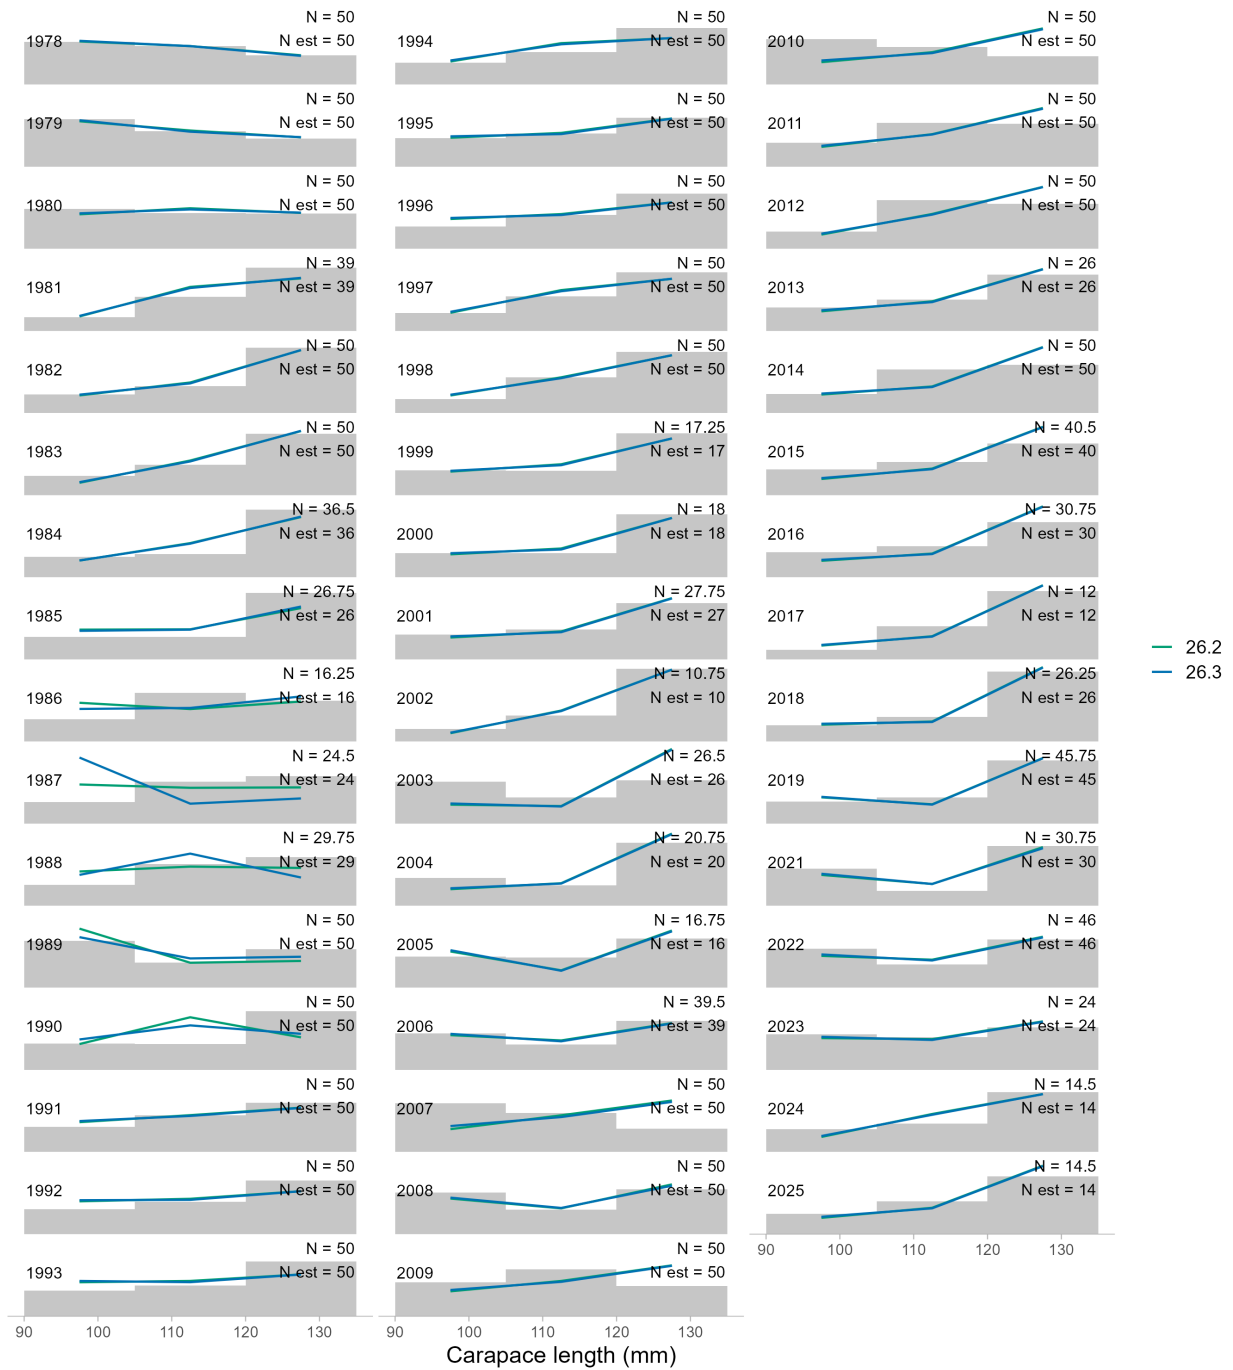 1978
N = 50
N est = 50
1979
N = 50
N est = 50
1980
N = 50
N est = 50
1981
N = 39
N est = 39
1982
N = 50
N est = 50
1983
N = 50
N est = 50
1984
N = 36.5
N est = 36
1985
N = 26.75
N est = 26
1986
N = 16.25
N est = 16
1987
N = 24.5
N est = 24
1988
N = 29.75
N est = 29
1989
N = 50
N est = 50
1990
N = 50
N est = 50
1991
N = 50
N est = 50
1992
N = 50
N est = 50
1993
N = 50
N est = 50
90 100 110 120 130
1994
N = 50
N est = 50
1995
N = 50
N est = 50
1996
N = 50
N est = 50
1997
N = 50
N est = 50
1998
N = 50
N est = 50
1999
N = 17.25
N est = 17
2000
N = 18
N est = 18
2001
N = 27.75
N est = 27
2002
N = 10.75
N est = 10
2003
N = 26.5
N est = 26
2004
N = 20.75
N est = 20
2005
N = 16.75
N est = 16
2006
N = 39.5
N est = 39
2007
N = 50
N est = 50
2008
N = 50
N est = 50
2009
N = 50
N est = 50
90 100 110 120 130
2010
N = 50
N est = 50
2011
N = 50
N est = 50
2012
N = 50
N est = 50
2013
N = 26
N est = 26
2014
N = 50
N est = 50
2015
N = 40.5
N est = 40
2016
N = 30.75
N est = 30
2017
N = 12
N est = 12
2018
N = 26.25
N est = 26
2019
N = 45.75
N est = 45
2021
N = 30.75
N est = 30
2022
N = 46
N est = 46
2023
N = 24
N est = 24
2024
N = 14.5
N est = 14
2025
N = 14.5
N est = 14
90 100 110 120 130
Carapace length (mm)
26.2
26.3